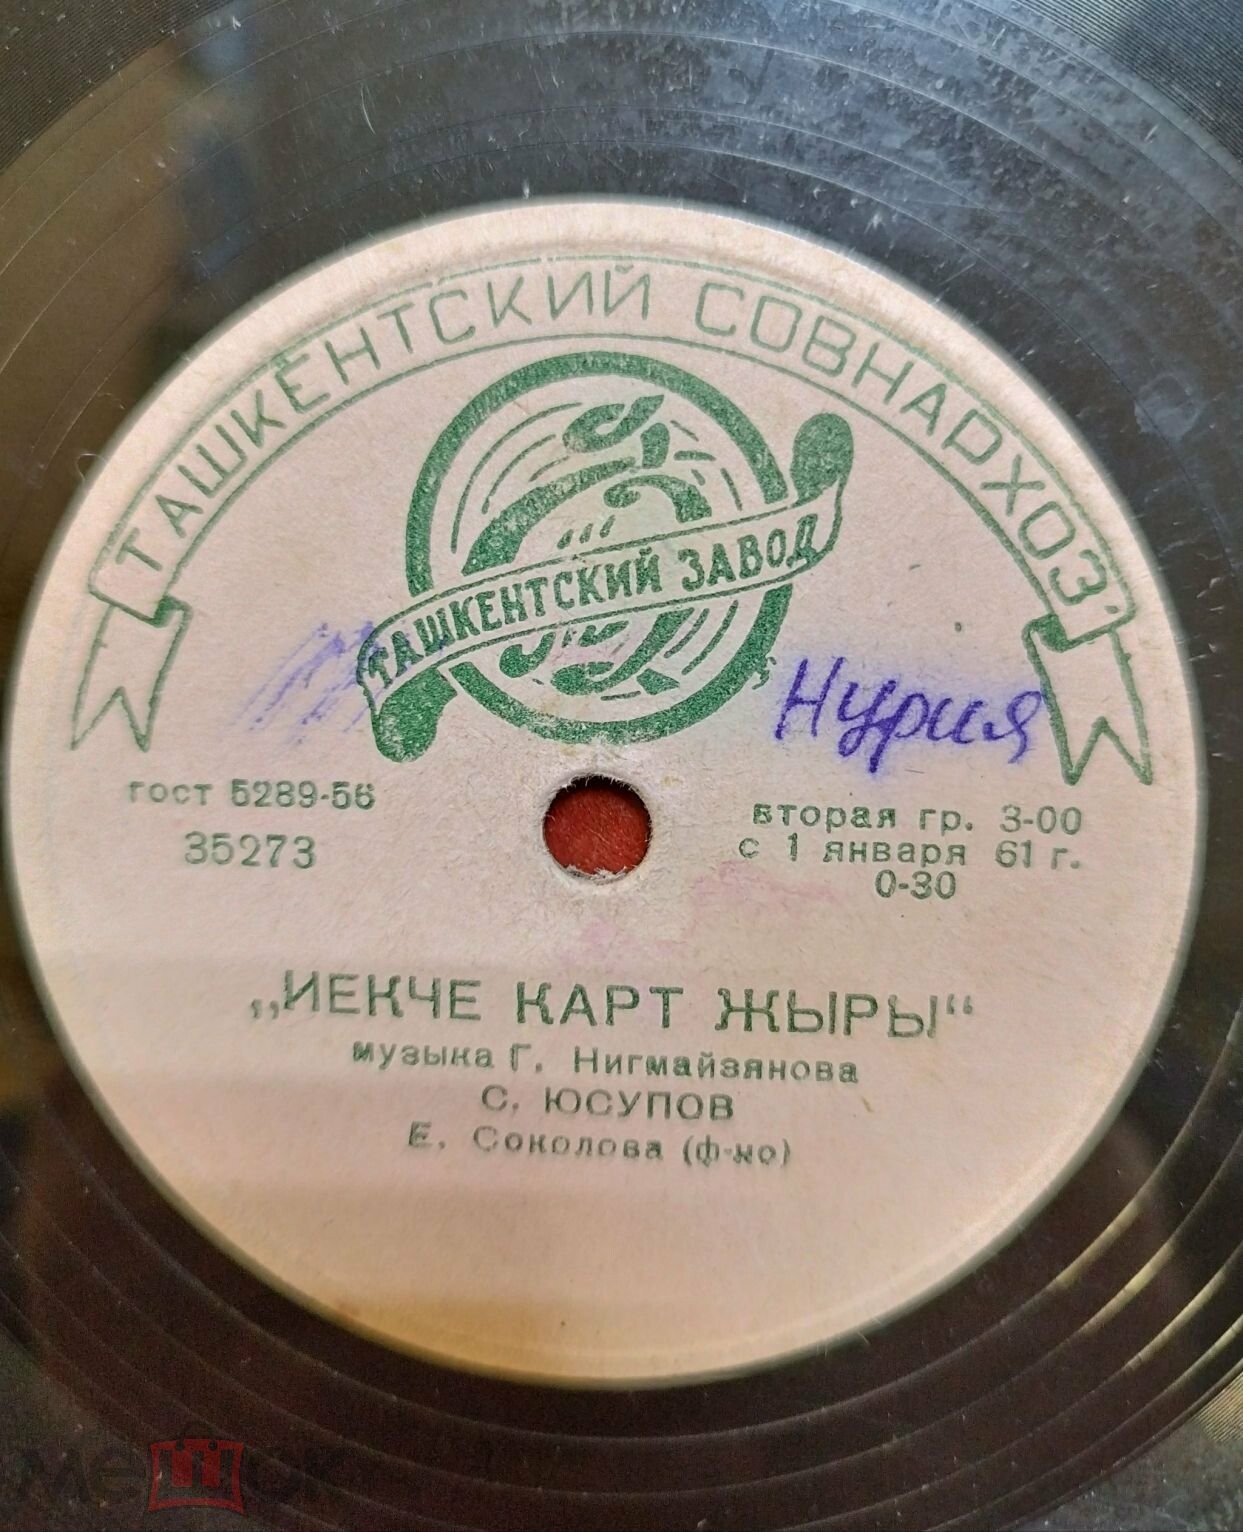 ТАШКЕНТСКИЙ СОВНАРХОЗ
ТАШКЕНТСКИЙ ЗАВОД
Нурия
гост 5289-56
35273
вторая гр. 3-00
с 1 января 61 г.
0-30
„ИЕКЧЕ КАРТ ЖЫРЫ“
музыка Г. Нигмайзянова
С. ЮСУПОВ
Е. Соколова (ф-но)
мешок